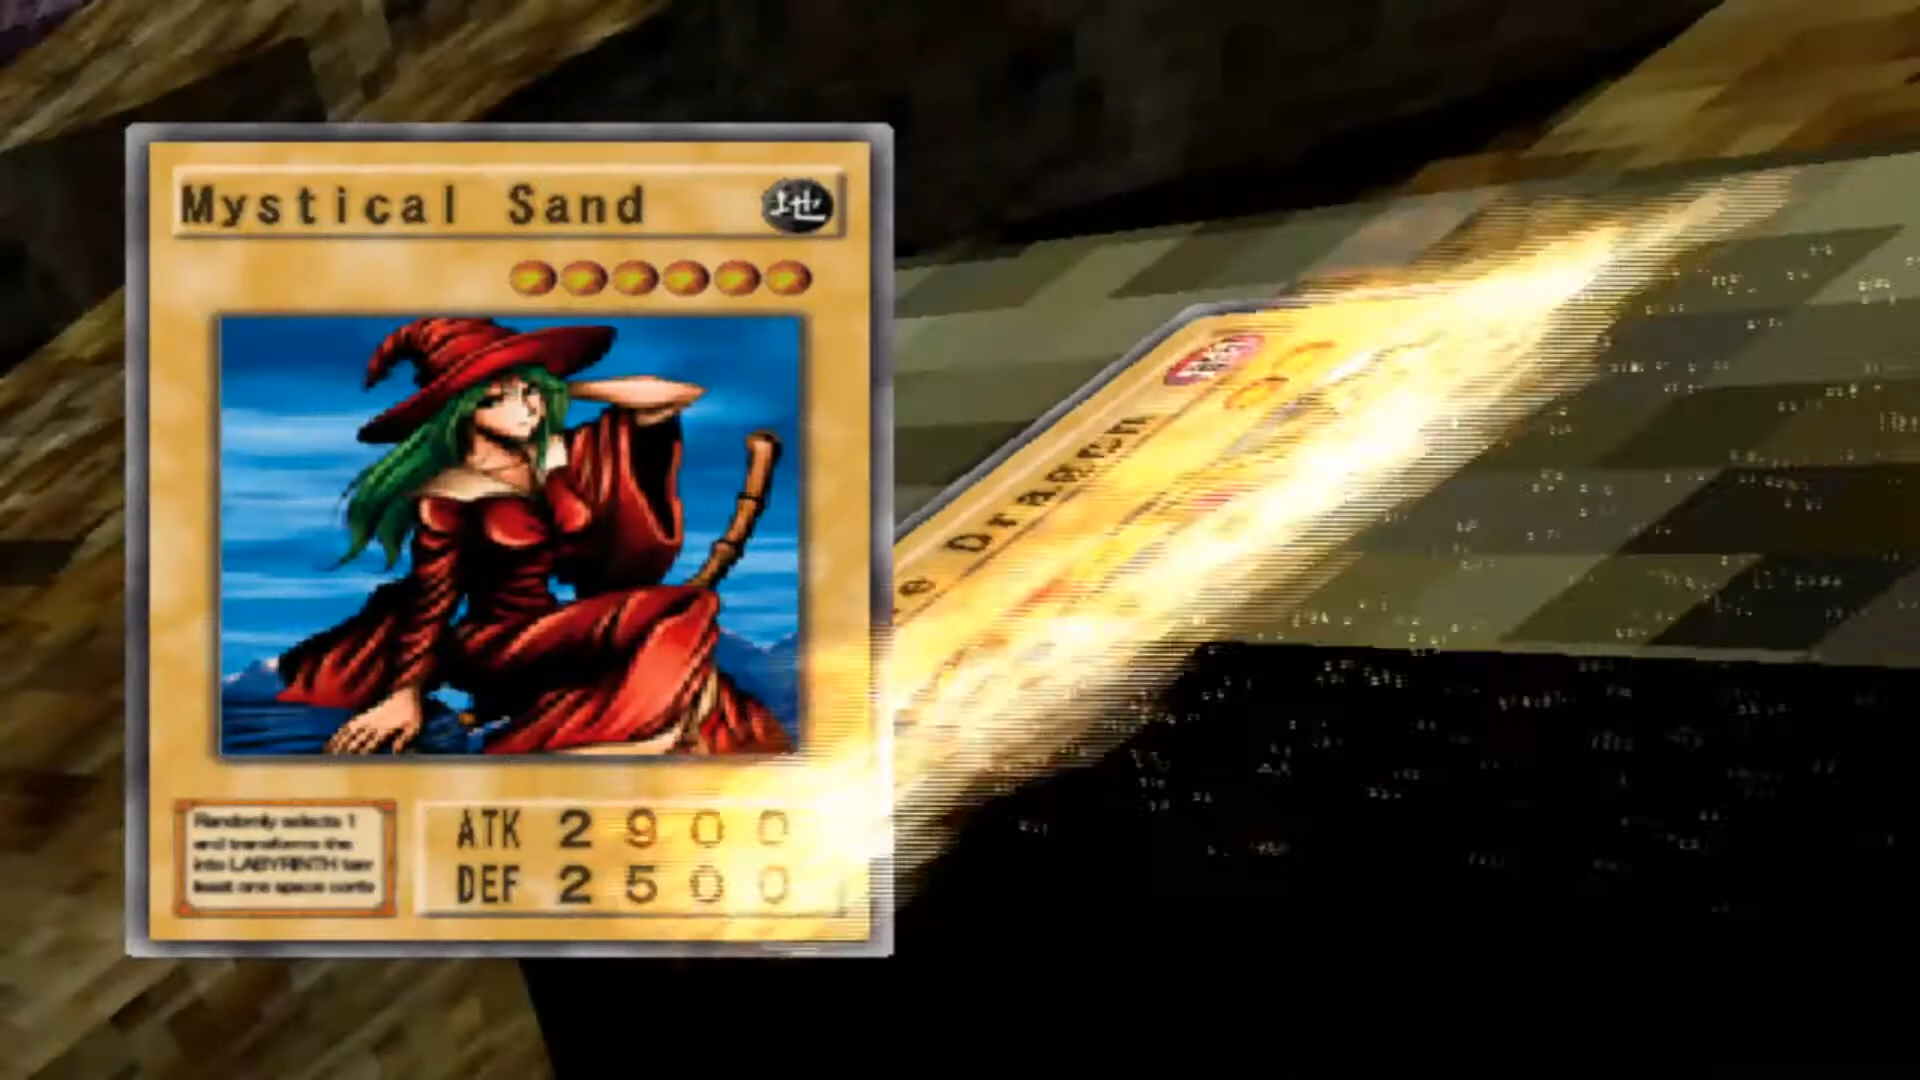 Mystical Sand
地
Randomly selects 1
and transforms the
into LABYRINTH terr
least one space conta
ATK 2900
DEF 2500
Dragon